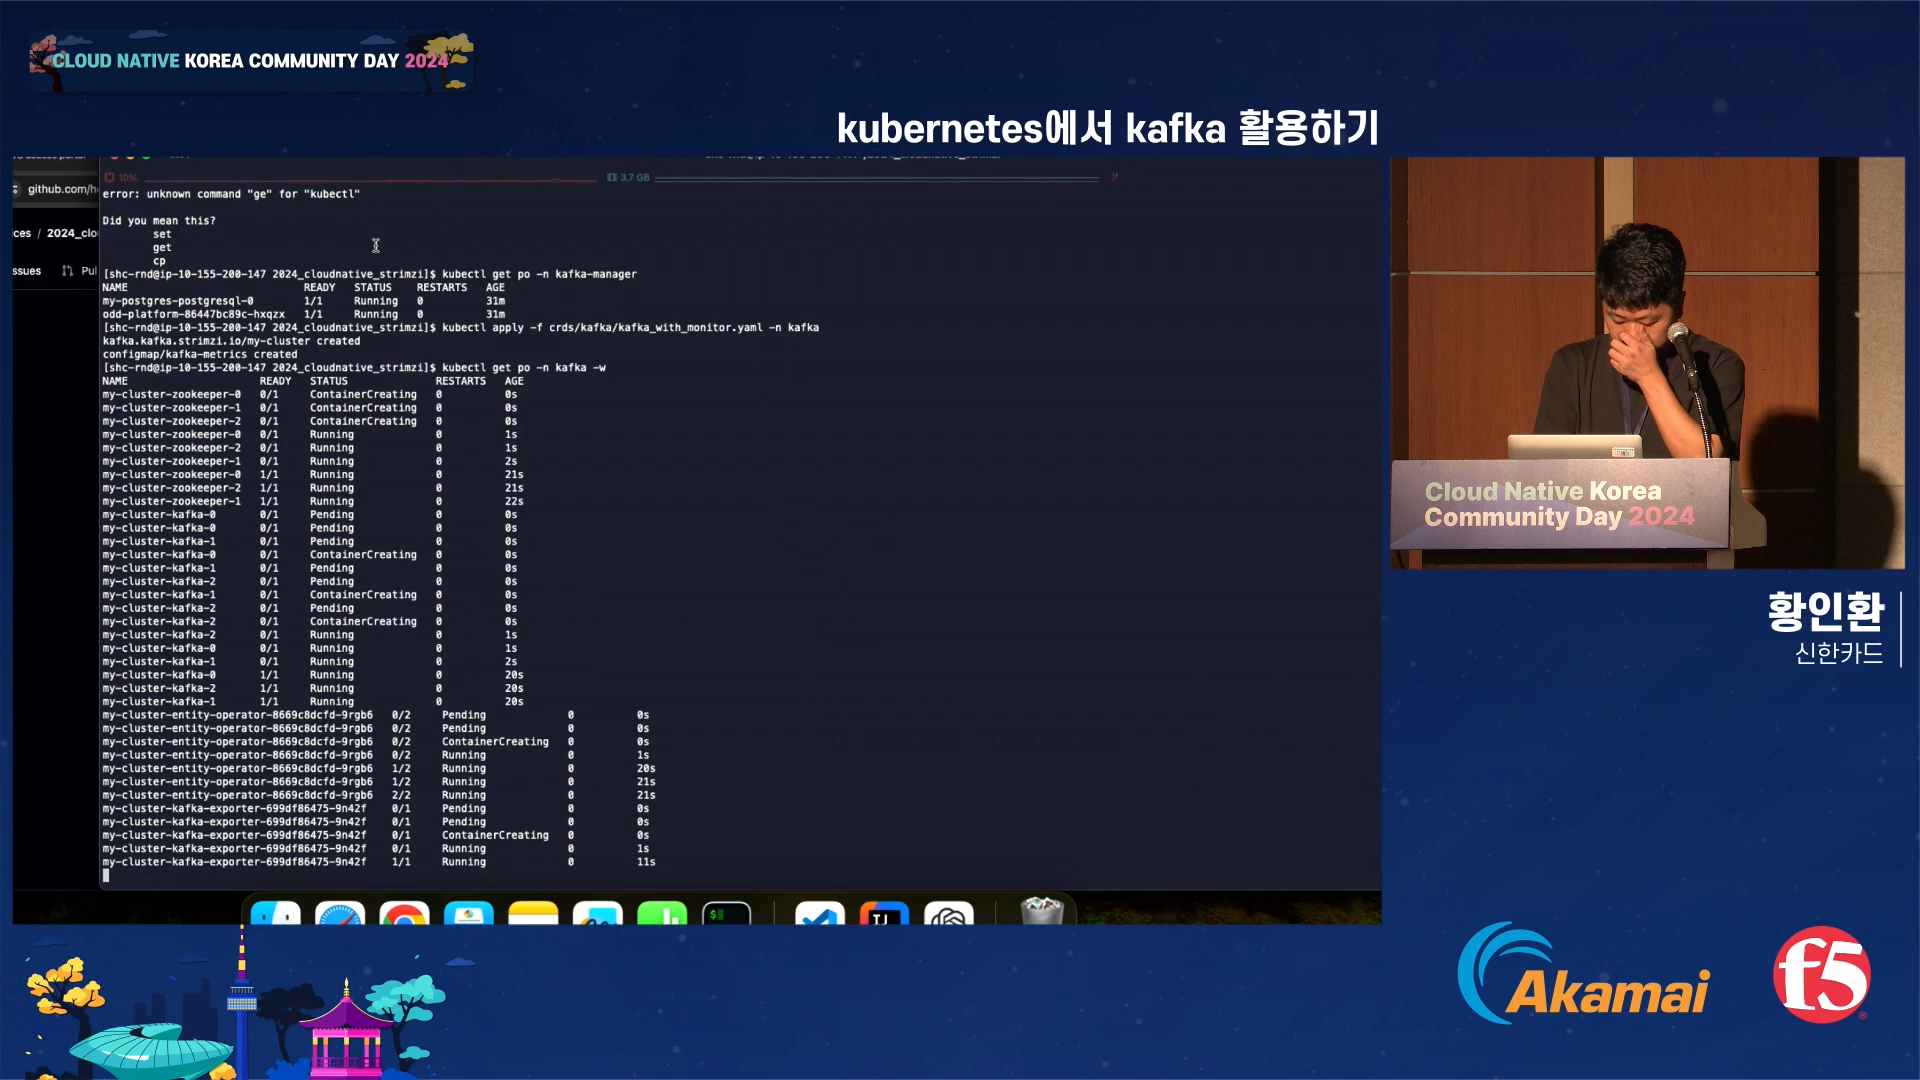 CLOUD NATIVE KOREA COMMUNITY DAY 2024
kubernetes에서 kafka 활용하기
github.com/h
ces / 2024_clo
ssues Pul
10% 3.7 GB
error: unknown command "ge" for "kubectl"
Did you mean this?
set
get
cp
[shc-rnd@ip-10-155-200-147 2024_cloudnative_strimzi]$ kubectl get po -n kafka-manager
NAME READY STATUS RESTARTS AGE
my-postgres-postgresql-0 1/1 Running 0 31m
odd-platform-86447bc89c-hxqzx 1/1 Running 0 31m
[shc-rnd@ip-10-155-200-147 2024_cloudnative_strimzi]$ kubectl apply -f crds/kafka/kafka_with_monitor.yaml -n kafka
kafka.kafka.strimzi.io/my-cluster created
configmap/kafka-metrics created
[shc-rnd@ip-10-155-200-147 2024_cloudnative_strimzi]$ kubectl get po -n kafka -w
NAME READY STATUS RESTARTS AGE
my-cluster-zookeeper-0 0/1 ContainerCreating 0 0s
my-cluster-zookeeper-1 0/1 ContainerCreating 0 0s
my-cluster-zookeeper-2 0/1 ContainerCreating 0 0s
my-cluster-zookeeper-0 0/1 Running 0 1s
my-cluster-zookeeper-2 0/1 Running 0 1s
my-cluster-zookeeper-1 0/1 Running 0 2s
my-cluster-zookeeper-0 1/1 Running 0 21s
my-cluster-zookeeper-2 1/1 Running 0 21s
my-cluster-zookeeper-1 1/1 Running 0 22s
my-cluster-kafka-0 0/1 Pending 0 0s
my-cluster-kafka-0 0/1 Pending 0 0s
my-cluster-kafka-1 0/1 Pending 0 0s
my-cluster-kafka-0 0/1 ContainerCreating 0 0s
my-cluster-kafka-1 0/1 Pending 0 0s
my-cluster-kafka-2 0/1 Pending 0 0s
my-cluster-kafka-1 0/1 ContainerCreating 0 0s
my-cluster-kafka-2 0/1 Pending 0 0s
my-cluster-kafka-2 0/1 ContainerCreating 0 0s
my-cluster-kafka-2 0/1 Running 0 1s
my-cluster-kafka-0 0/1 Running 0 1s
my-cluster-kafka-1 0/1 Running 0 2s
my-cluster-kafka-0 1/1 Running 0 20s
my-cluster-kafka-2 1/1 Running 0 20s
my-cluster-kafka-1 1/1 Running 0 20s
my-cluster-entity-operator-8669c8dcfd-9rgb6 0/2 Pending 0 0s
my-cluster-entity-operator-8669c8dcfd-9rgb6 0/2 Pending 0 0s
my-cluster-entity-operator-8669c8dcfd-9rgb6 0/2 ContainerCreating 0 0s
my-cluster-entity-operator-8669c8dcfd-9rgb6 0/2 Running 0 1s
my-cluster-entity-operator-8669c8dcfd-9rgb6 1/2 Running 0 20s
my-cluster-entity-operator-8669c8dcfd-9rgb6 1/2 Running 0 21s
my-cluster-entity-operator-8669c8dcfd-9rgb6 2/2 Running 0 21s
my-cluster-kafka-exporter-699df86475-9n42f 0/1 Pending 0 0s
my-cluster-kafka-exporter-699df86475-9n42f 0/1 Pending 0 0s
my-cluster-kafka-exporter-699df86475-9n42f 0/1 ContainerCreating 0 0s
my-cluster-kafka-exporter-699df86475-9n42f 0/1 Running 0 1s
my-cluster-kafka-exporter-699df86475-9n42f 1/1 Running 0 11s
Cloud Native Korea
Community Day 2024
황인환
신한카드
Akamai
f5